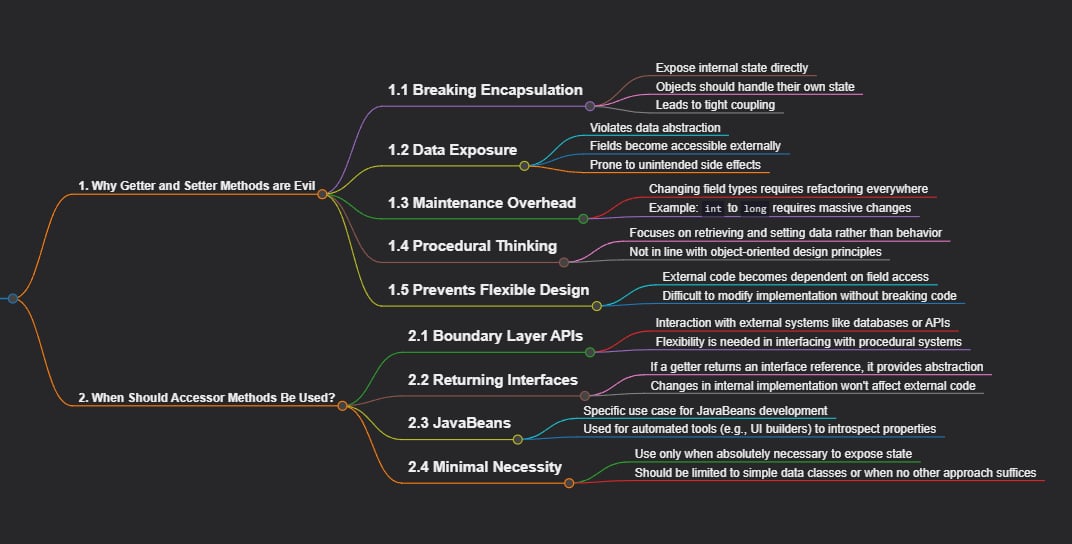 1. Why Getter and Setter Methods are Evil
1.1 Breaking Encapsulation
Expose internal state directly
Objects should handle their own state
Leads to tight coupling
1.2 Data Exposure
Violates data abstraction
Fields become accessible externally
Prone to unintended side effects
1.3 Maintenance Overhead
Changing field types requires refactoring everywhere
Example: int to long requires massive changes
1.4 Procedural Thinking
Focuses on retrieving and setting data rather than behavior
Not in line with object-oriented design principles
1.5 Prevents Flexible Design
External code becomes dependent on field access
Difficult to modify implementation without breaking code
2. When Should Accessor Methods Be Used?
2.1 Boundary Layer APIs
Interaction with external systems like databases or APIs
Flexibility is needed in interfacing with procedural systems
2.2 Returning Interfaces
If a getter returns an interface reference, it provides abstraction
Changes in internal implementation won't affect external code
2.3 JavaBeans
Specific use case for JavaBeans development
Used for automated tools (e.g., UI builders) to introspect properties
2.4 Minimal Necessity
Use only when absolutely necessary to expose state
Should be limited to simple data classes or when no other approach suffices